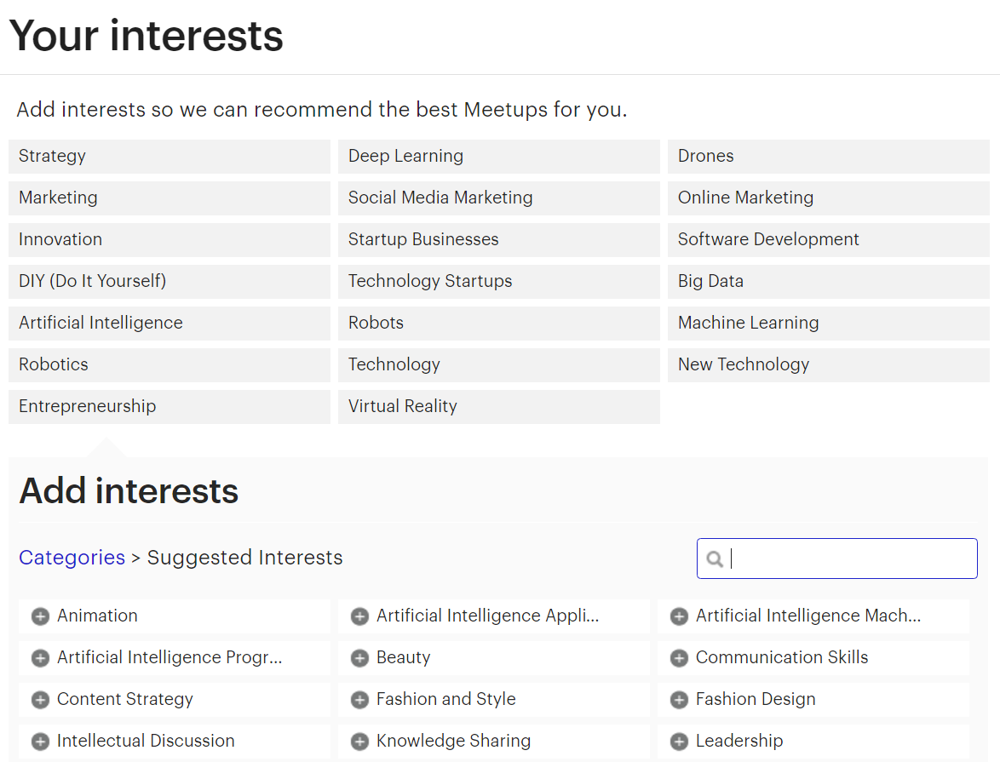 Your interests
Add interests so we can recommend the best Meetups for you.
Strategy Deep Learning Drones
Marketing Social Media Marketing Online Marketing
Innovation Startup Businesses Software Development
DIY (Do It Yourself) Technology Startups Big Data
Artificial Intelligence Robots Machine Learning
Robotics Technology New Technology
Entrepreneurship Virtual Reality
Add interests
Categories > Suggested Interests
Animation Artificial Intelligence Appli... Artificial Intelligence Mach...
Artificial Intelligence Progr... Beauty Communication Skills
Content Strategy Fashion and Style Fashion Design
Intellectual Discussion Knowledge Sharing Leadership